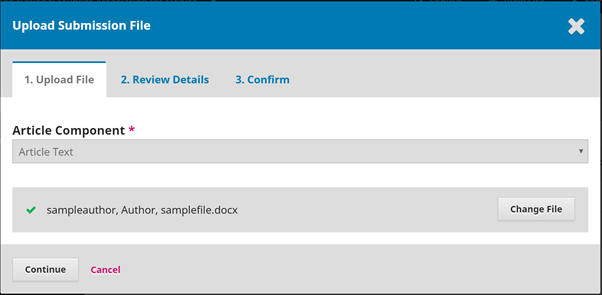 Upload Submission File
1. Upload File 2. Review Details 3. Confirm
Article Component *
Article Text
sampleauthor, Author, samplefile.docx Change File
Continue Cancel